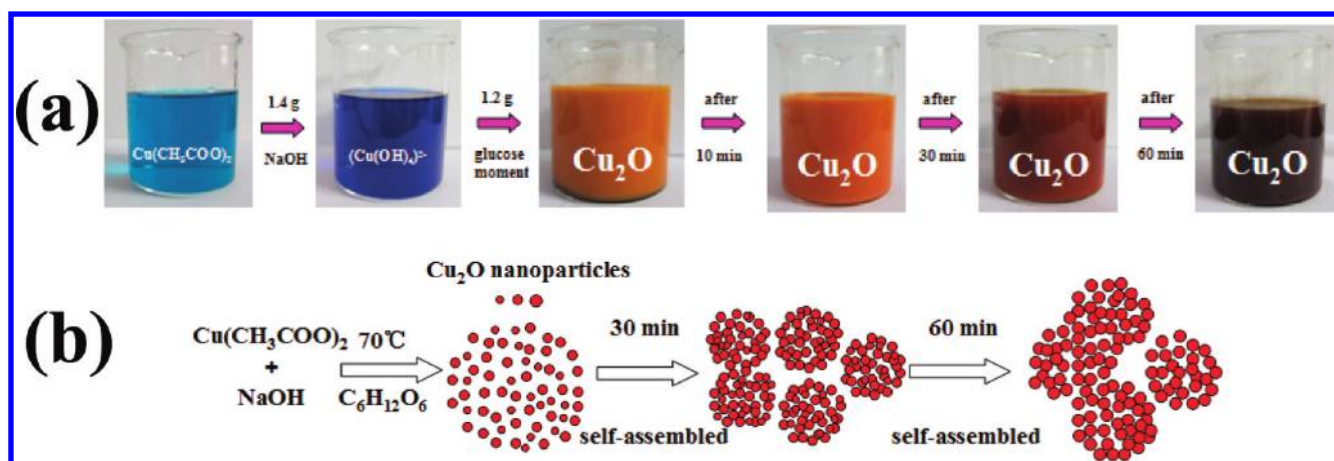 (a)
Cu(CH₃COO)₂
1.4 g
NaOH
(Cu(OH)₄)²⁻
1.2 g
glucose
moment
Cu₂O
after
10 min
Cu₂O
after
30 min
Cu₂O
after
60 min
Cu₂O
(b)
Cu(CH₃COO)₂
+
NaOH
70℃
C₆H₁₂O₆
Cu₂O nanoparticles
30 min
self-assembled
60 min
self-assembled